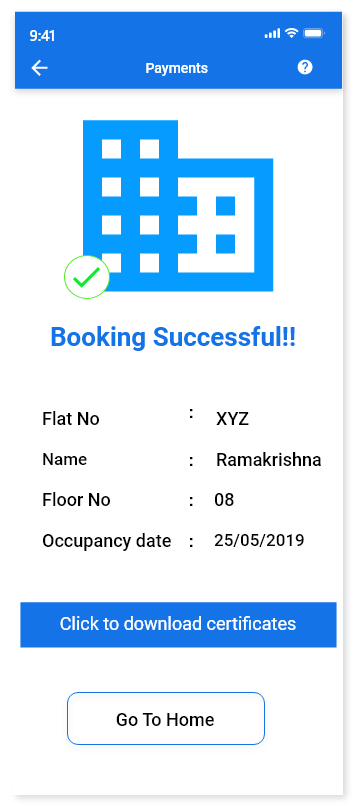 9:41
Payments
Booking Successful!!
Flat No : XYZ
Name : Ramakrishna
Floor No : 08
Occupancy date : 25/05/2019
Click to download certificates
Go To Home